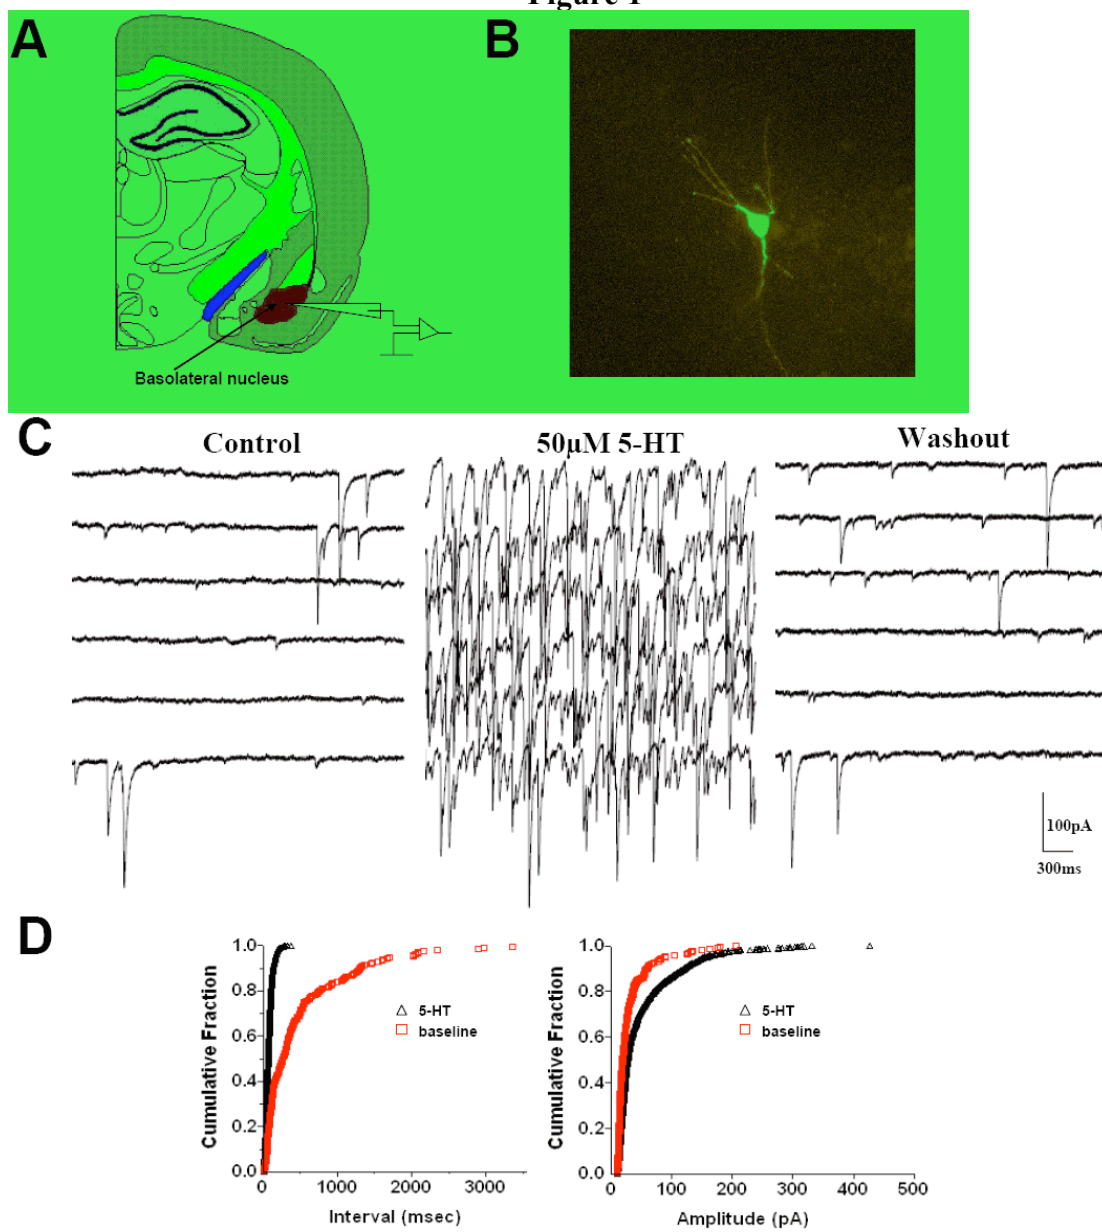 Figure 1
A
B
Basolateral nucleus
C
Control
50µM 5-HT
Washout
100pA
300ms
D
Cumulative Fraction
1.0
0.8
0.6
0.4
0.2
0.0
0
1000
2000
3000
Interval (msec)
5-HT
baseline
Cumulative Fraction
1.0
0.8
0.6
0.4
0.2
0.0
0
100
200
300
400
500
Amplitude (pA)
5-HT
baseline